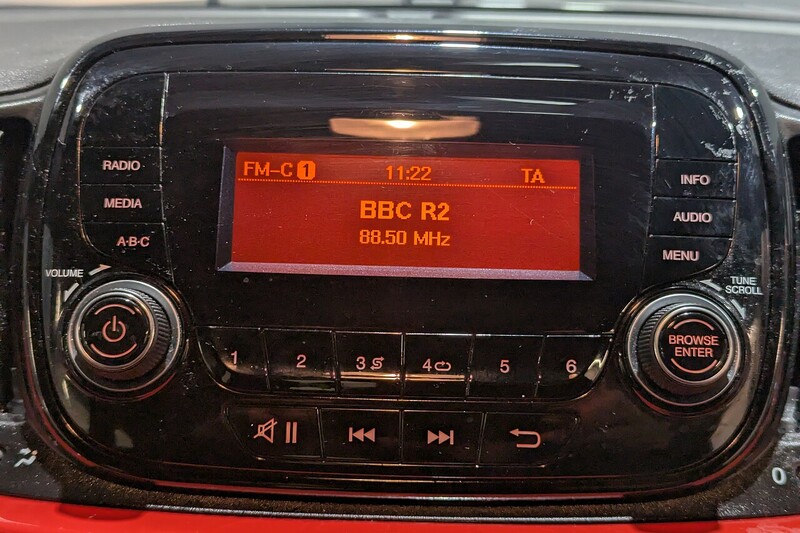 FM-C 1 11:22 TA
BBC R2
88.50 MHz
RADIO
MEDIA
A·B·C
INFO
AUDIO
MENU
VOLUME
TUNE
SCROLL
BROWSE
ENTER
1 2 3 4 5 6
0